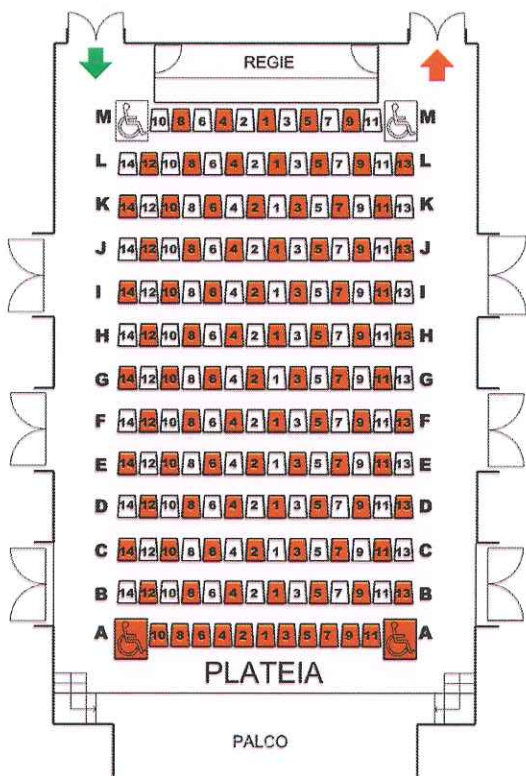 REGIE
M 10 8 6 4 2 1 3 5 7 9 11 M
L 14 12 10 8 6 4 2 1 3 5 7 9 11 13 L
K 14 12 10 8 6 4 2 1 3 5 7 9 11 13 K
J 14 12 10 8 6 4 2 1 3 5 7 9 11 13 J
I 14 12 10 8 6 4 2 1 3 5 7 9 11 13 I
H 14 12 10 8 6 4 2 1 3 5 7 9 11 13 H
G 14 12 10 8 6 4 2 1 3 5 7 9 11 13 G
F 14 12 10 8 6 4 2 1 3 5 7 9 11 13 F
E 14 12 10 8 6 4 2 1 3 5 7 9 11 13 E
D 14 12 10 8 6 4 2 1 3 5 7 9 11 13 D
C 14 12 10 8 6 4 2 1 3 5 7 9 11 13 C
B 14 12 10 8 6 4 2 1 3 5 7 9 11 13 B
A 10 8 6 4 2 1 3 5 7 9 11 A
PLATEIA
PALCO